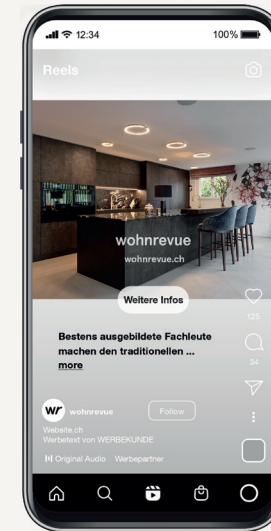 12:34
100%
Reels
wohnrevue
wohnrevue.ch
Weitere Infos
125
Bestens ausgebildete Fachleute
machen den traditionellen ...
more
34
wr wohnrevue
Follow
Website.ch
Werbetext von WERBEKUNDE
Original Audio Werbepartner